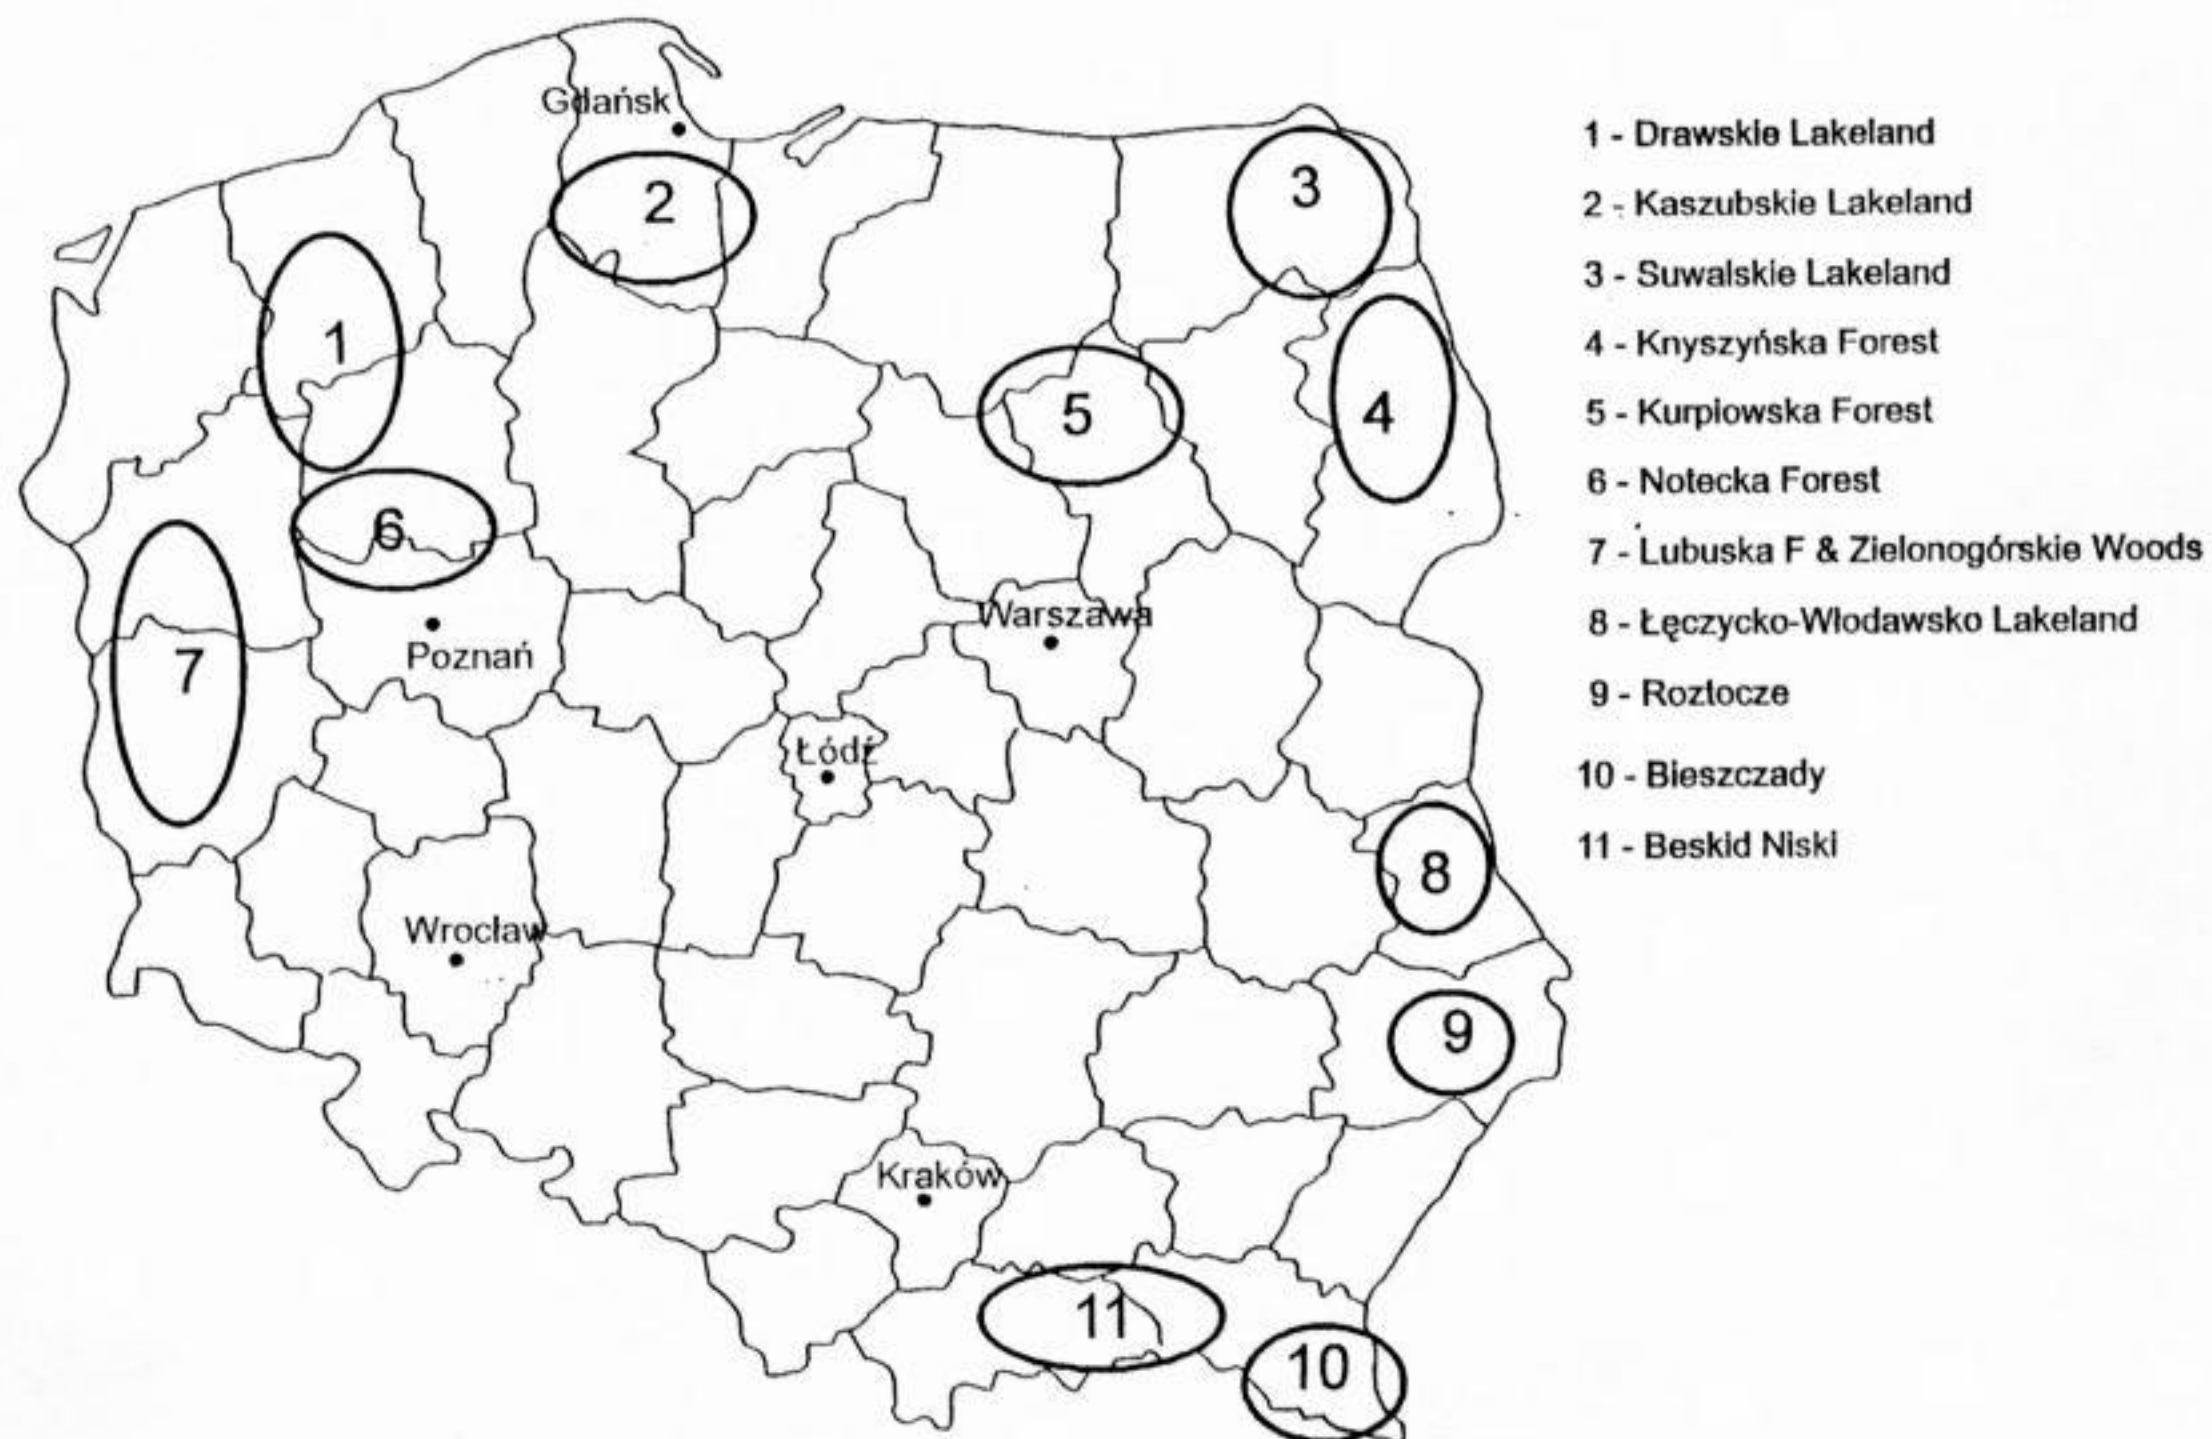 Gdańsk
2
3
1
5
4
6
Warszawa
Poznań
7
Łódź
8
Wrocław
9
Kraków
11
10
1 - Drawskie Lakeland
2 - Kaszubskie Lakeland
3 - Suwalskie Lakeland
4 - Knyszyńska Forest
5 - Kurpiowska Forest
6 - Notecka Forest
7 - Lubuska F & Zielonogórskie Woods
8 - Łęczycko-Włodawsko Lakeland
9 - Roztocze
10 - Bieszczady
11 - Beskid Niski